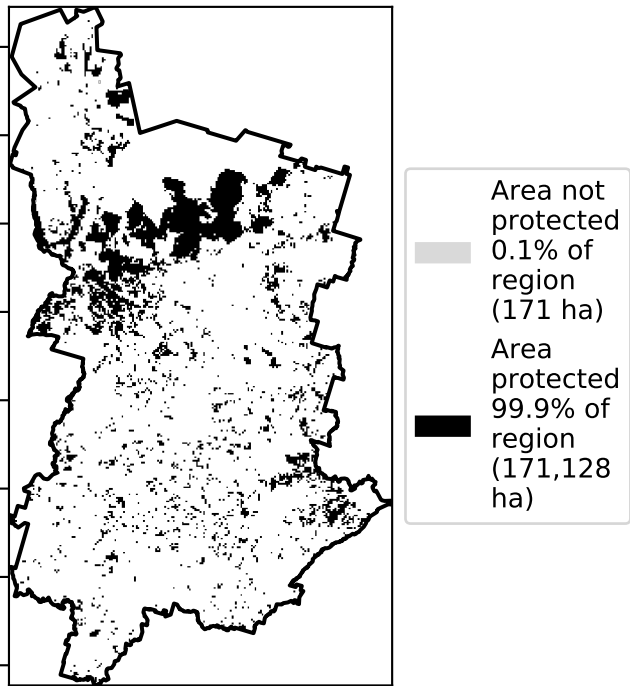 Area not
protected
0.1% of
region
(171 ha)
Area
protected
99.9% of
region
(171,128
ha)